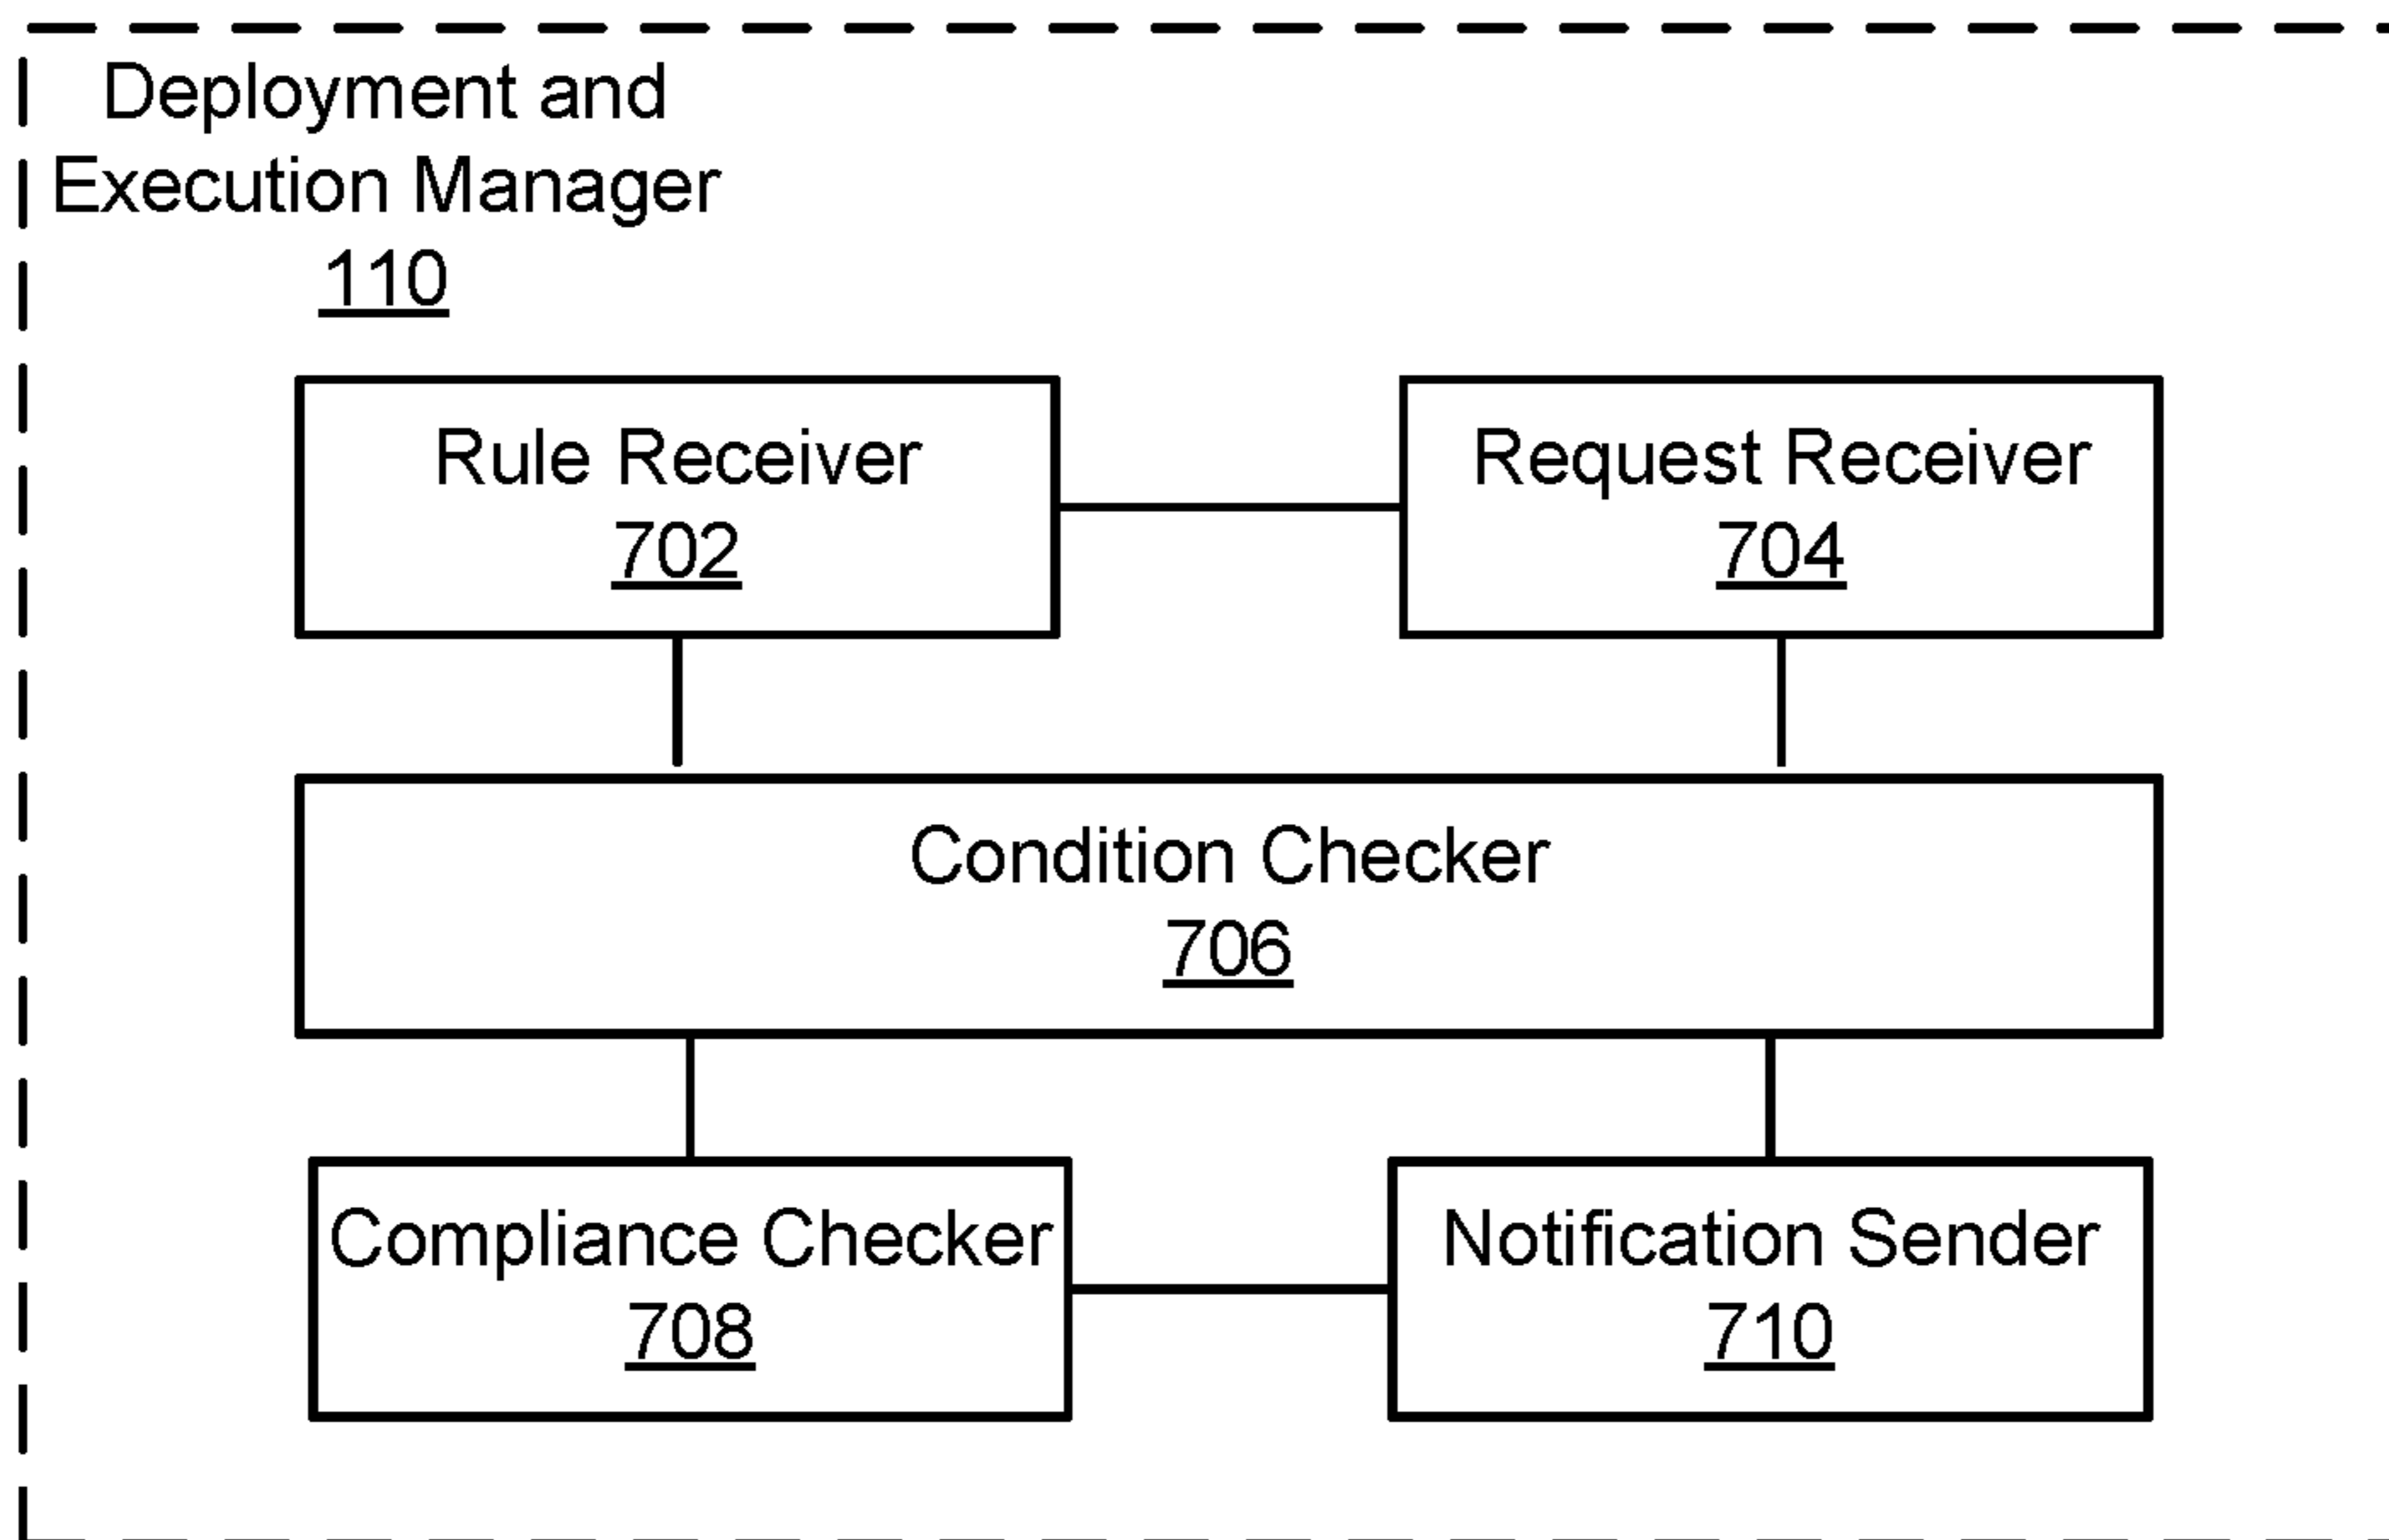 Deployment and
Execution Manager
110
Rule Receiver
702
Request Receiver
704
Condition Checker
706
Compliance Checker
708
Notification Sender
710